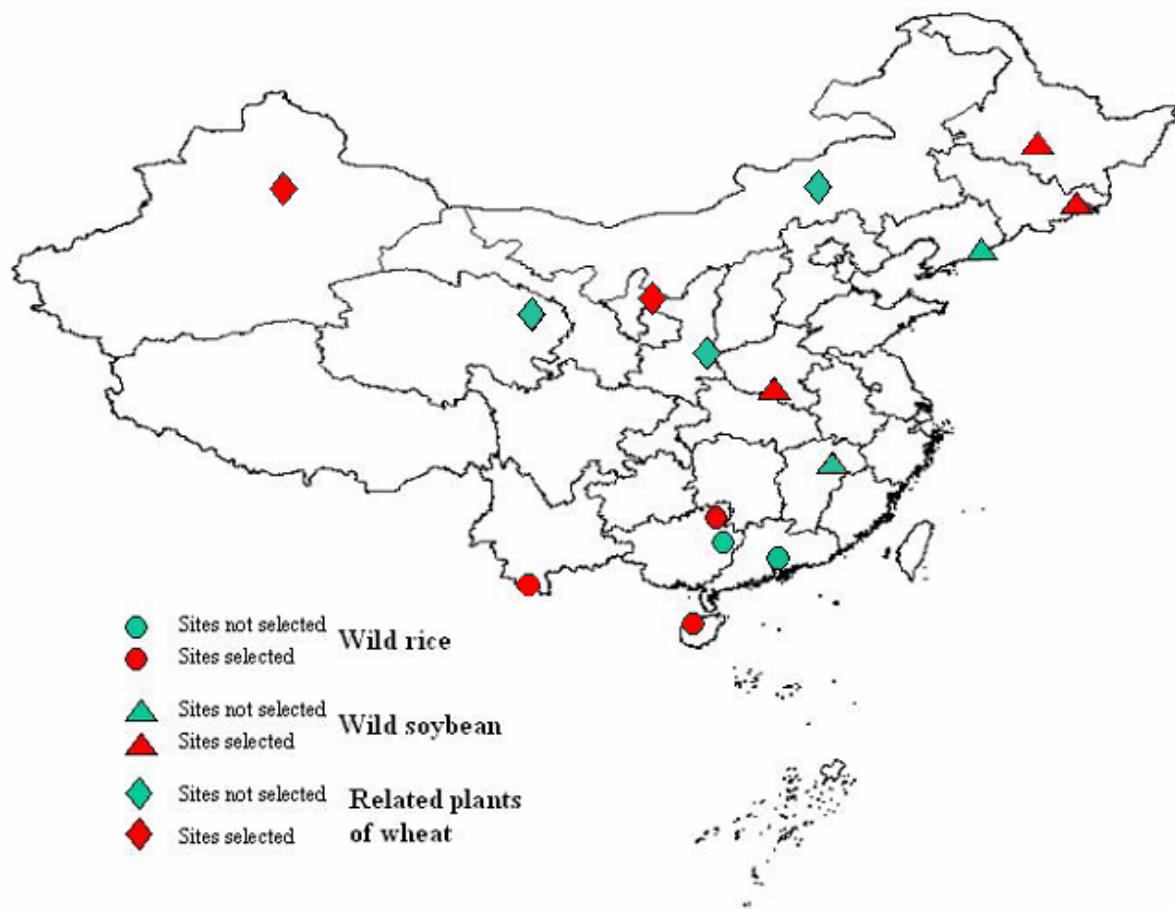 Sites not selected
Wild rice
Sites selected
Sites not selected
Wild soybean
Sites selected
Sites not selected
Related plants
of wheat
Sites selected